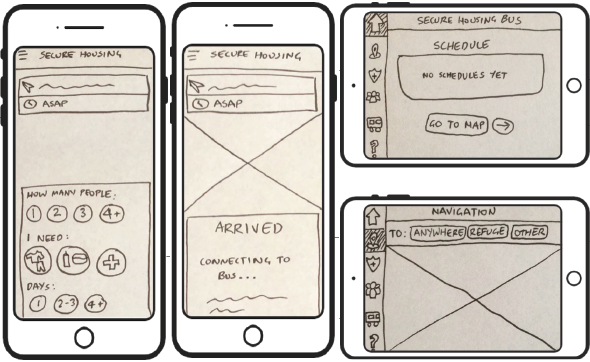 SECURE HOUSING
ASAP
HOW MANY PEOPLE:
1 2 3 4+
I NEED:
DAYS:
1 2-3 4+
SECURE HOUSING
ASAP
ARRIVED
CONNECTING TO
BUS...
SECURE HOUSING BUS
SCHEDULE
NO SCHEDULES YET
GO TO MAP
?
NAVIGATION
TO: ANYWHERE REFUGE OTHER
?